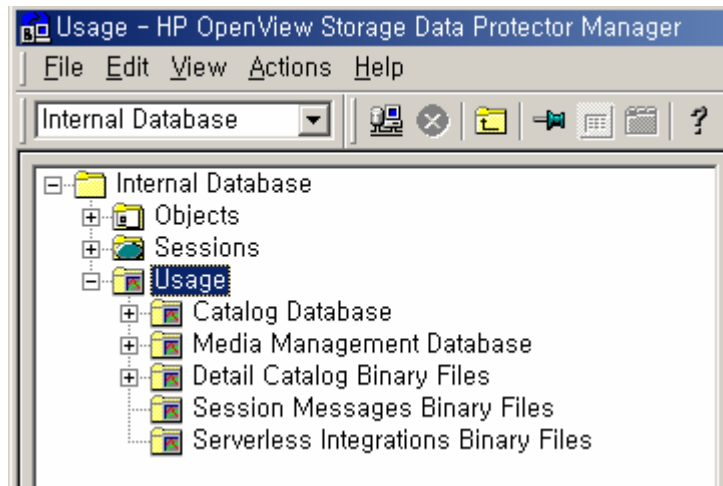 Usage - HP OpenView Storage Data Protector Manager
File Edit View Actions Help
Internal Database
?
Internal Database
Objects
Sessions
Usage
Catalog Database
Media Management Database
Detail Catalog Binary Files
Session Messages Binary Files
Serverless Integrations Binary Files